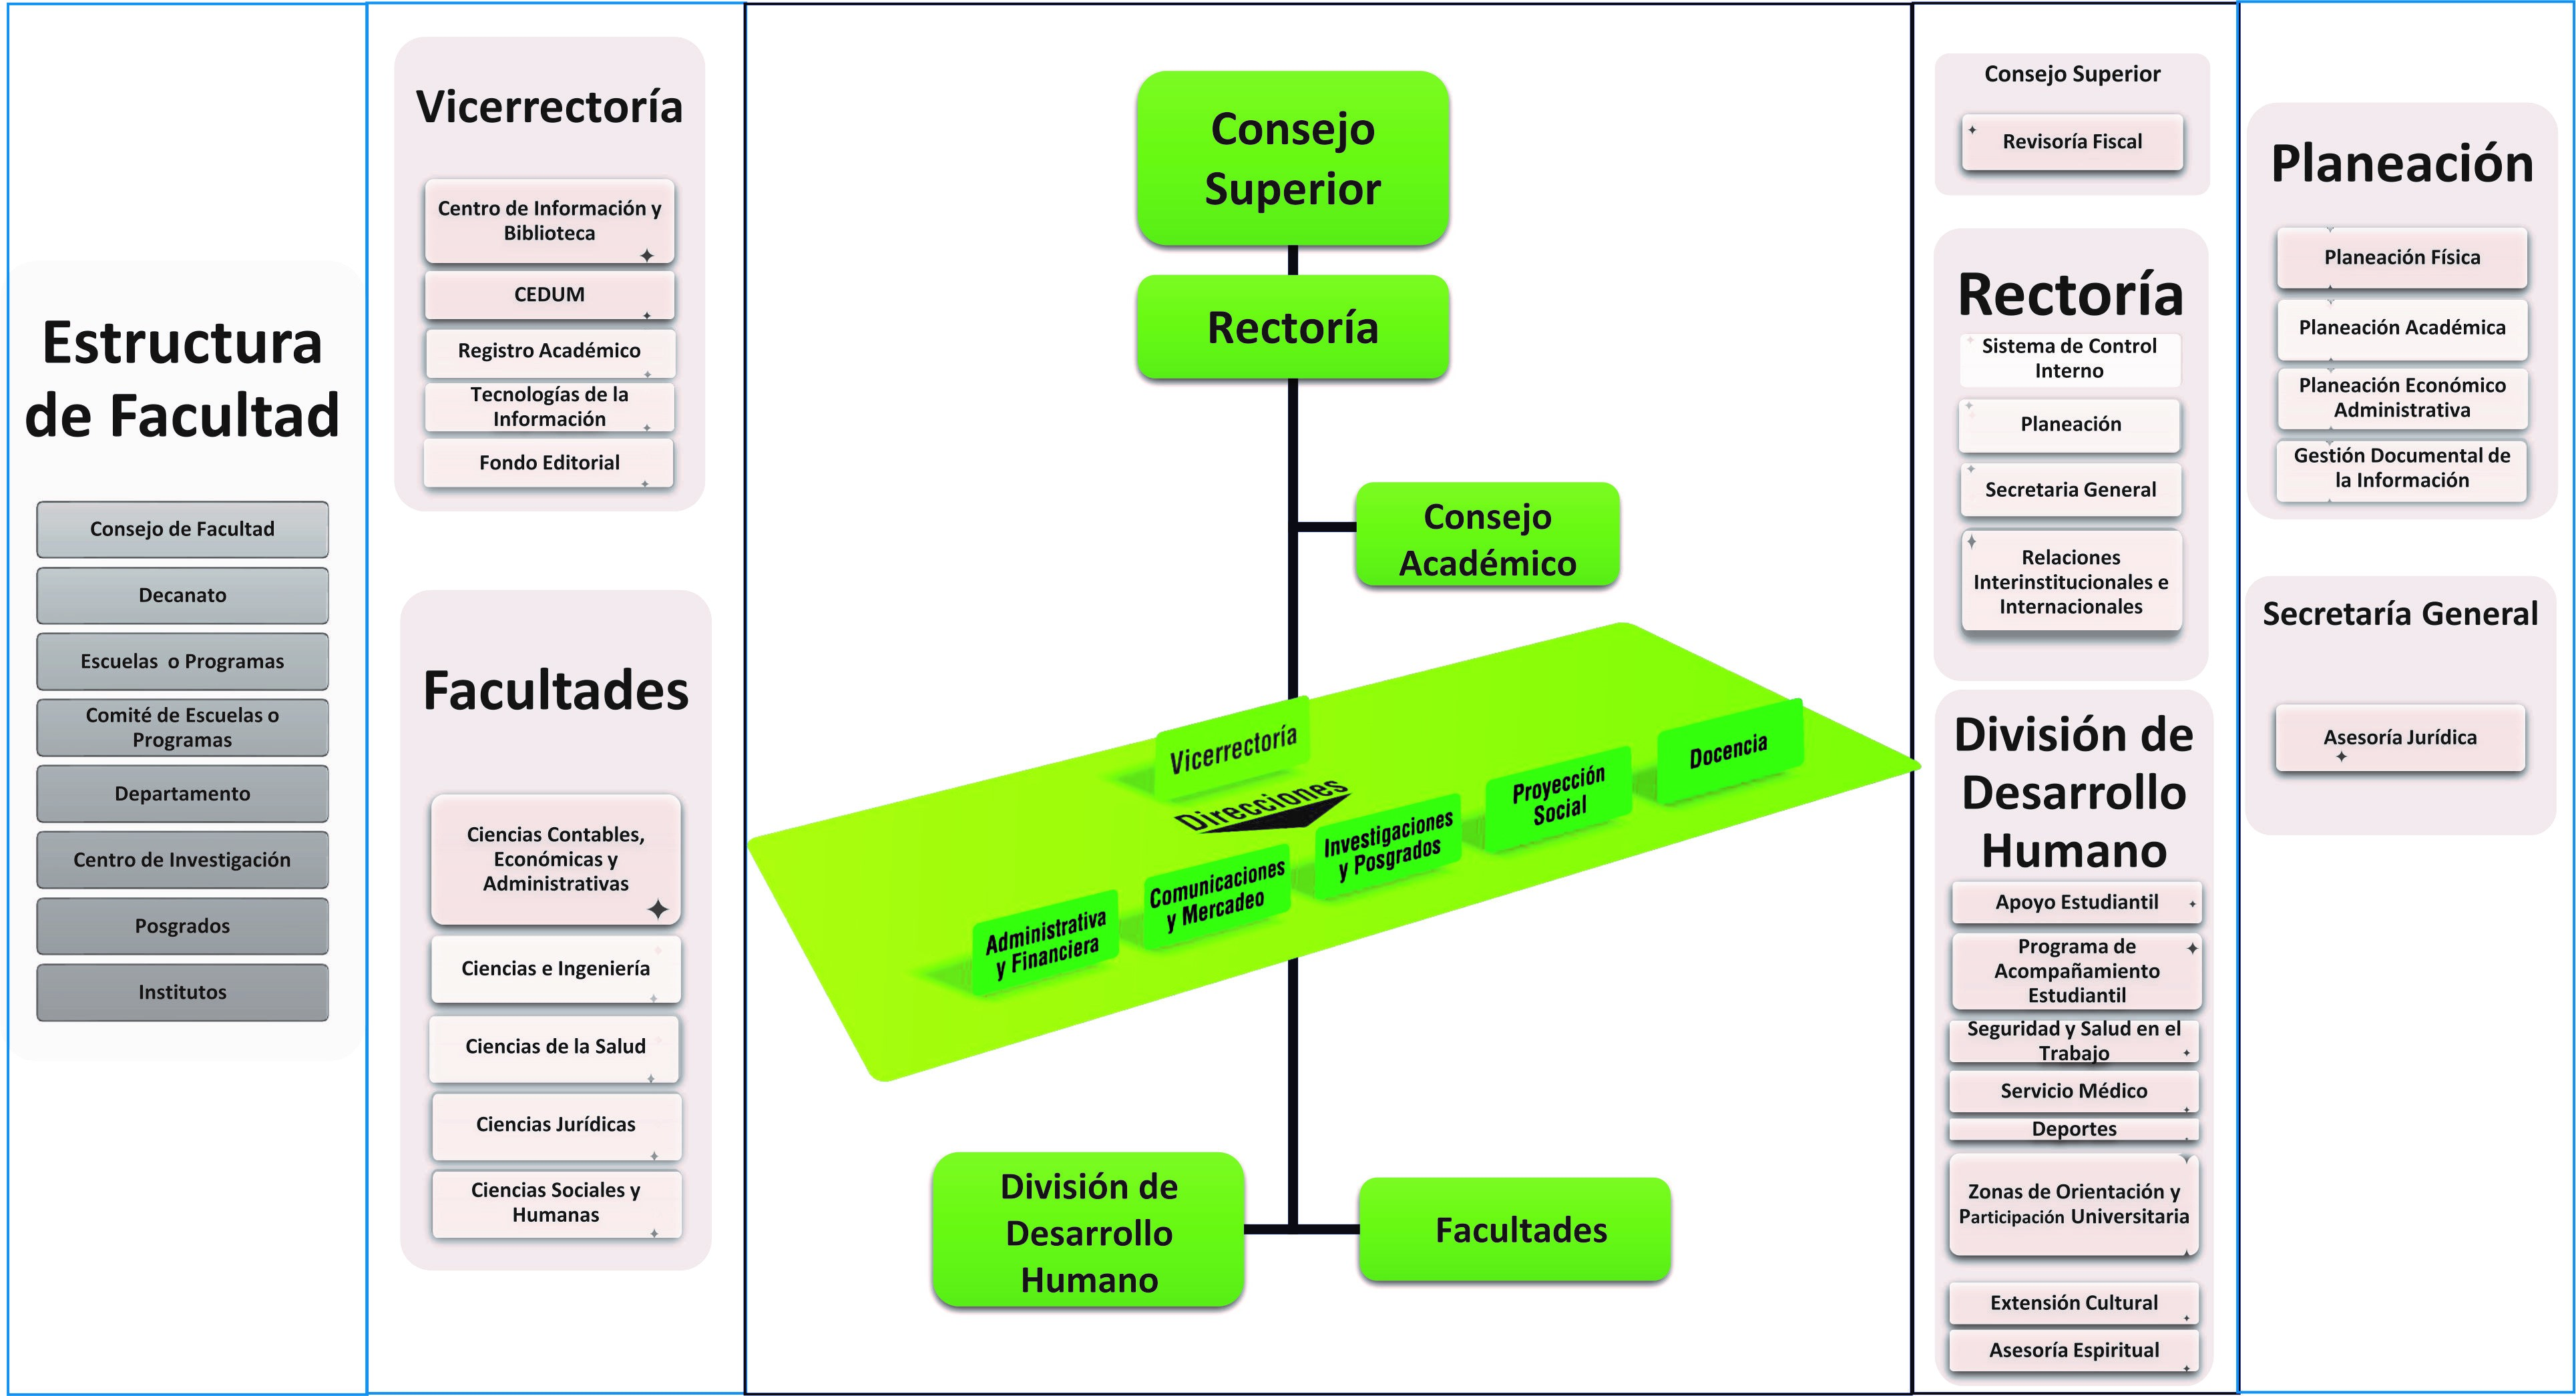 Estructura
de Facultad
Consejo de Facultad
Decanato
Escuelas o Programas
Comité de Escuelas o
Programas
Departamento
Centro de Investigación
Posgrados
Institutos
Vicerrectoría
Centro de Información y
Biblioteca
CEDUM
Registro Académico
Tecnologías de la
Información
Fondo Editorial
Facultades
Ciencias Contables,
Económicas y
Administrativas
Ciencias e Ingeniería
Ciencias de la Salud
Ciencias Jurídicas
Ciencias Sociales y
Humanas
Consejo
Superior
Rectoría
Consejo
Académico
Vicerrectoría
Direcciones
Administrativa
y Financiera
Comunicaciones
y Mercadeo
Investigaciones
y Posgrados
Proyección
Social
Docencia
División de
Desarrollo
Humano
Facultades
Consejo Superior
Revisoría Fiscal
Rectoría
Sistema de Control
Interno
Planeación
Secretaria General
Relaciones
Interinstitucionales e
Internacionales
División de
Desarrollo
Humano
Apoyo Estudiantil
Programa de
Acompañamiento
Estudiantil
Seguridad y Salud en el
Trabajo
Servicio Médico
Deportes
Zonas de Orientación y
Participación Universitaria
Extensión Cultural
Asesoría Espiritual
Planeación
Planeación Física
Planeación Académica
Planeación Económico
Administrativa
Gestión Documental de
la Información
Secretaría General
Asesoría Jurídica